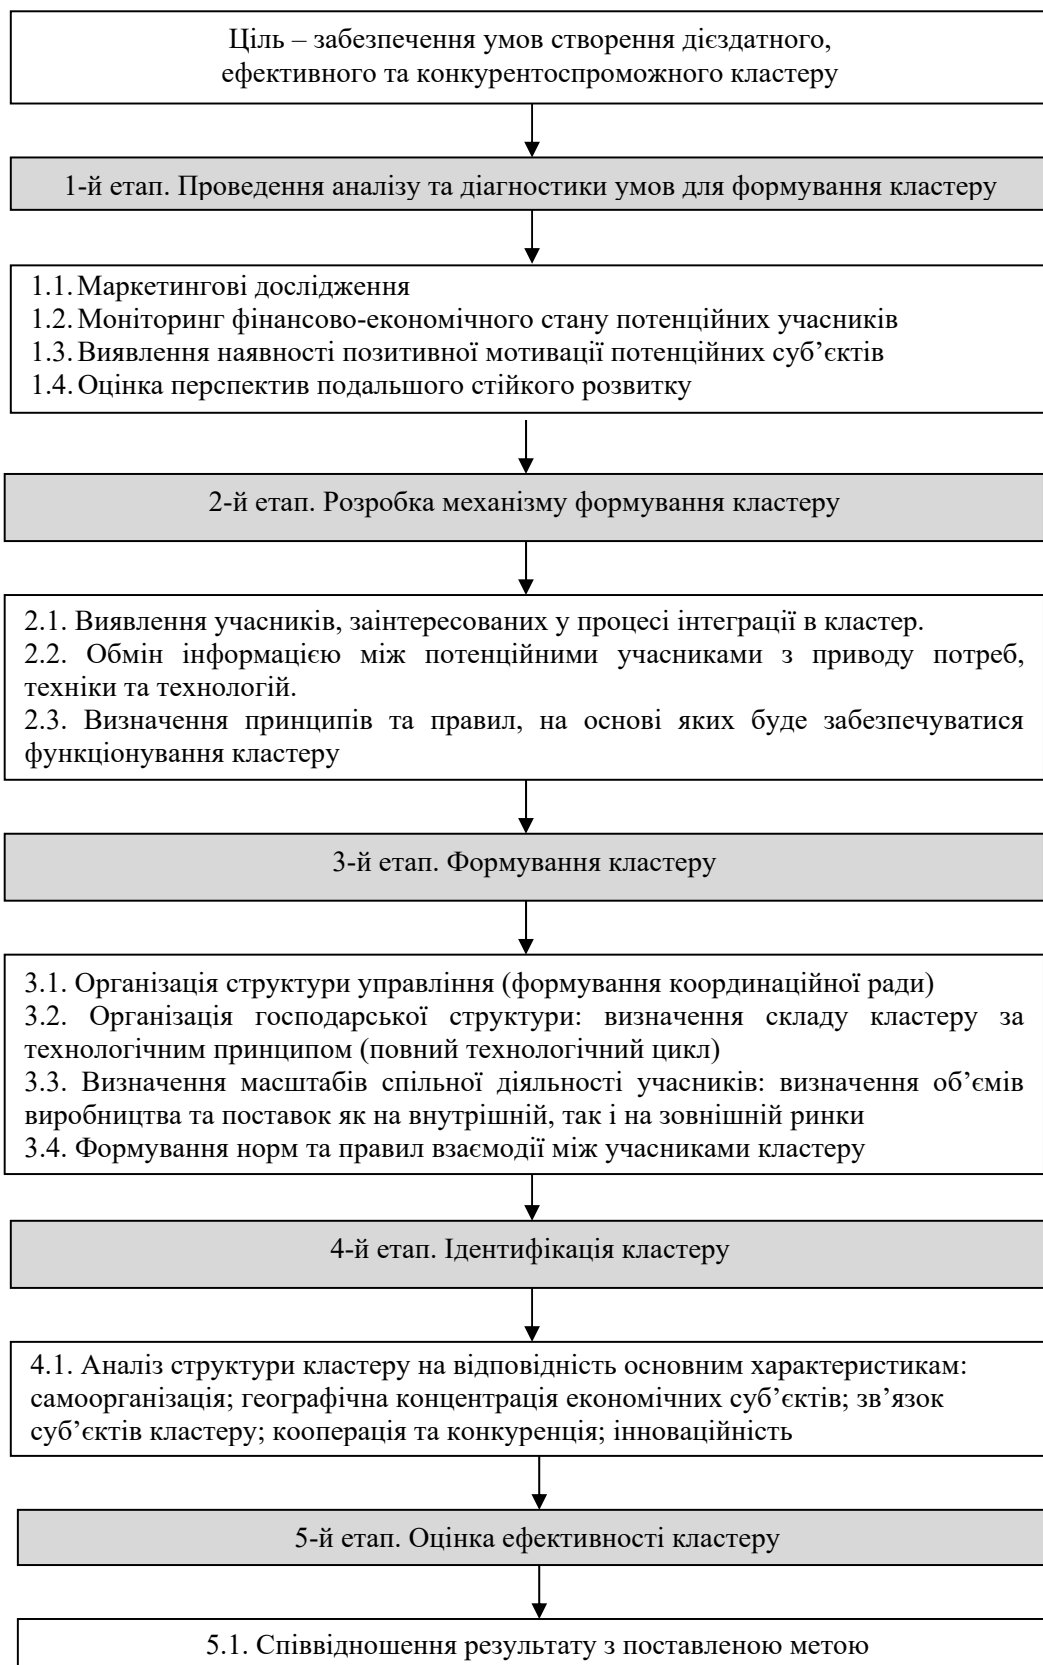 Ціль – забезпечення умов створення дієздатного,
ефективного та конкурентоспроможного кластеру
1-й етап. Проведення аналізу та діагностики умов для формування кластеру
1.1. Маркетингові дослідження
1.2. Моніторинг фінансово-економічного стану потенційних учасників
1.3. Виявлення наявності позитивної мотивації потенційних суб’єктів
1.4. Оцінка перспектив подальшого стійкого розвитку
2-й етап. Розробка механізму формування кластеру
2.1. Виявлення учасників, заінтересованих у процесі інтеграції в кластер.
2.2. Обмін інформацією між потенційними учасниками з приводу потреб,
техніки та технологій.
2.3. Визначення принципів та правил, на основі яких буде забезпечуватися
функціонування кластеру
3-й етап. Формування кластеру
3.1. Організація структури управління (формування координаційної ради)
3.2. Організація господарської структури: визначення складу кластеру за
технологічним принципом (повний технологічний цикл)
3.3. Визначення масштабів спільної діяльності учасників: визначення об’ємів
виробництва та поставок як на внутрішній, так і на зовнішній ринки
3.4. Формування норм та правил взаємодії між учасниками кластеру
4-й етап. Ідентифікація кластеру
4.1. Аналіз структури кластеру на відповідність основним характеристикам:
самоорганізація; географічна концентрація економічних суб’єктів; зв’язок
суб’єктів кластеру; кооперація та конкуренція; інноваційність
5-й етап. Оцінка ефективності кластеру
5.1. Співвідношення результату з поставленою метою